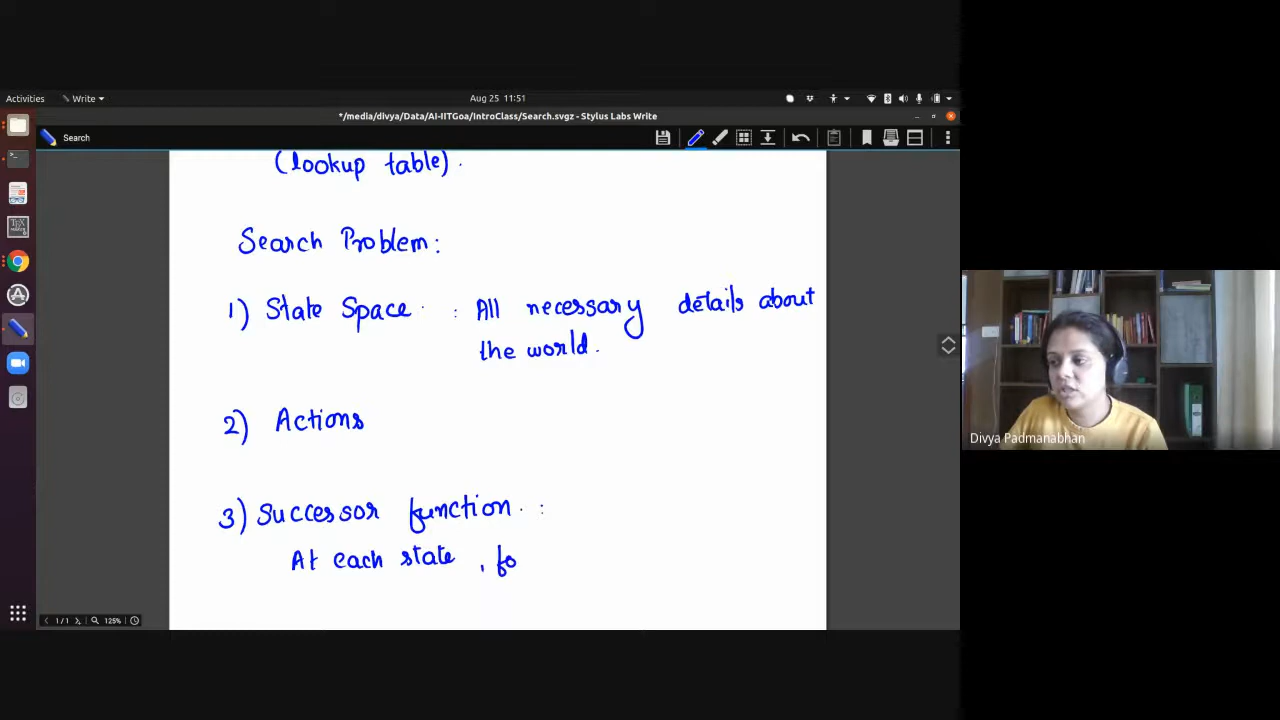 Activities
Write
Aug 25 11:51
*/media/divya/Data/AI-IITGoa/IntroClass/Search.svgz - Stylus Labs Write
Search
(lookup table).
Search Problem:
1) State Space : All necessary details about
the world.
2) Actions
3) Successor function. :
At each state, fo
1/1
125%
Divya Padmanabhan